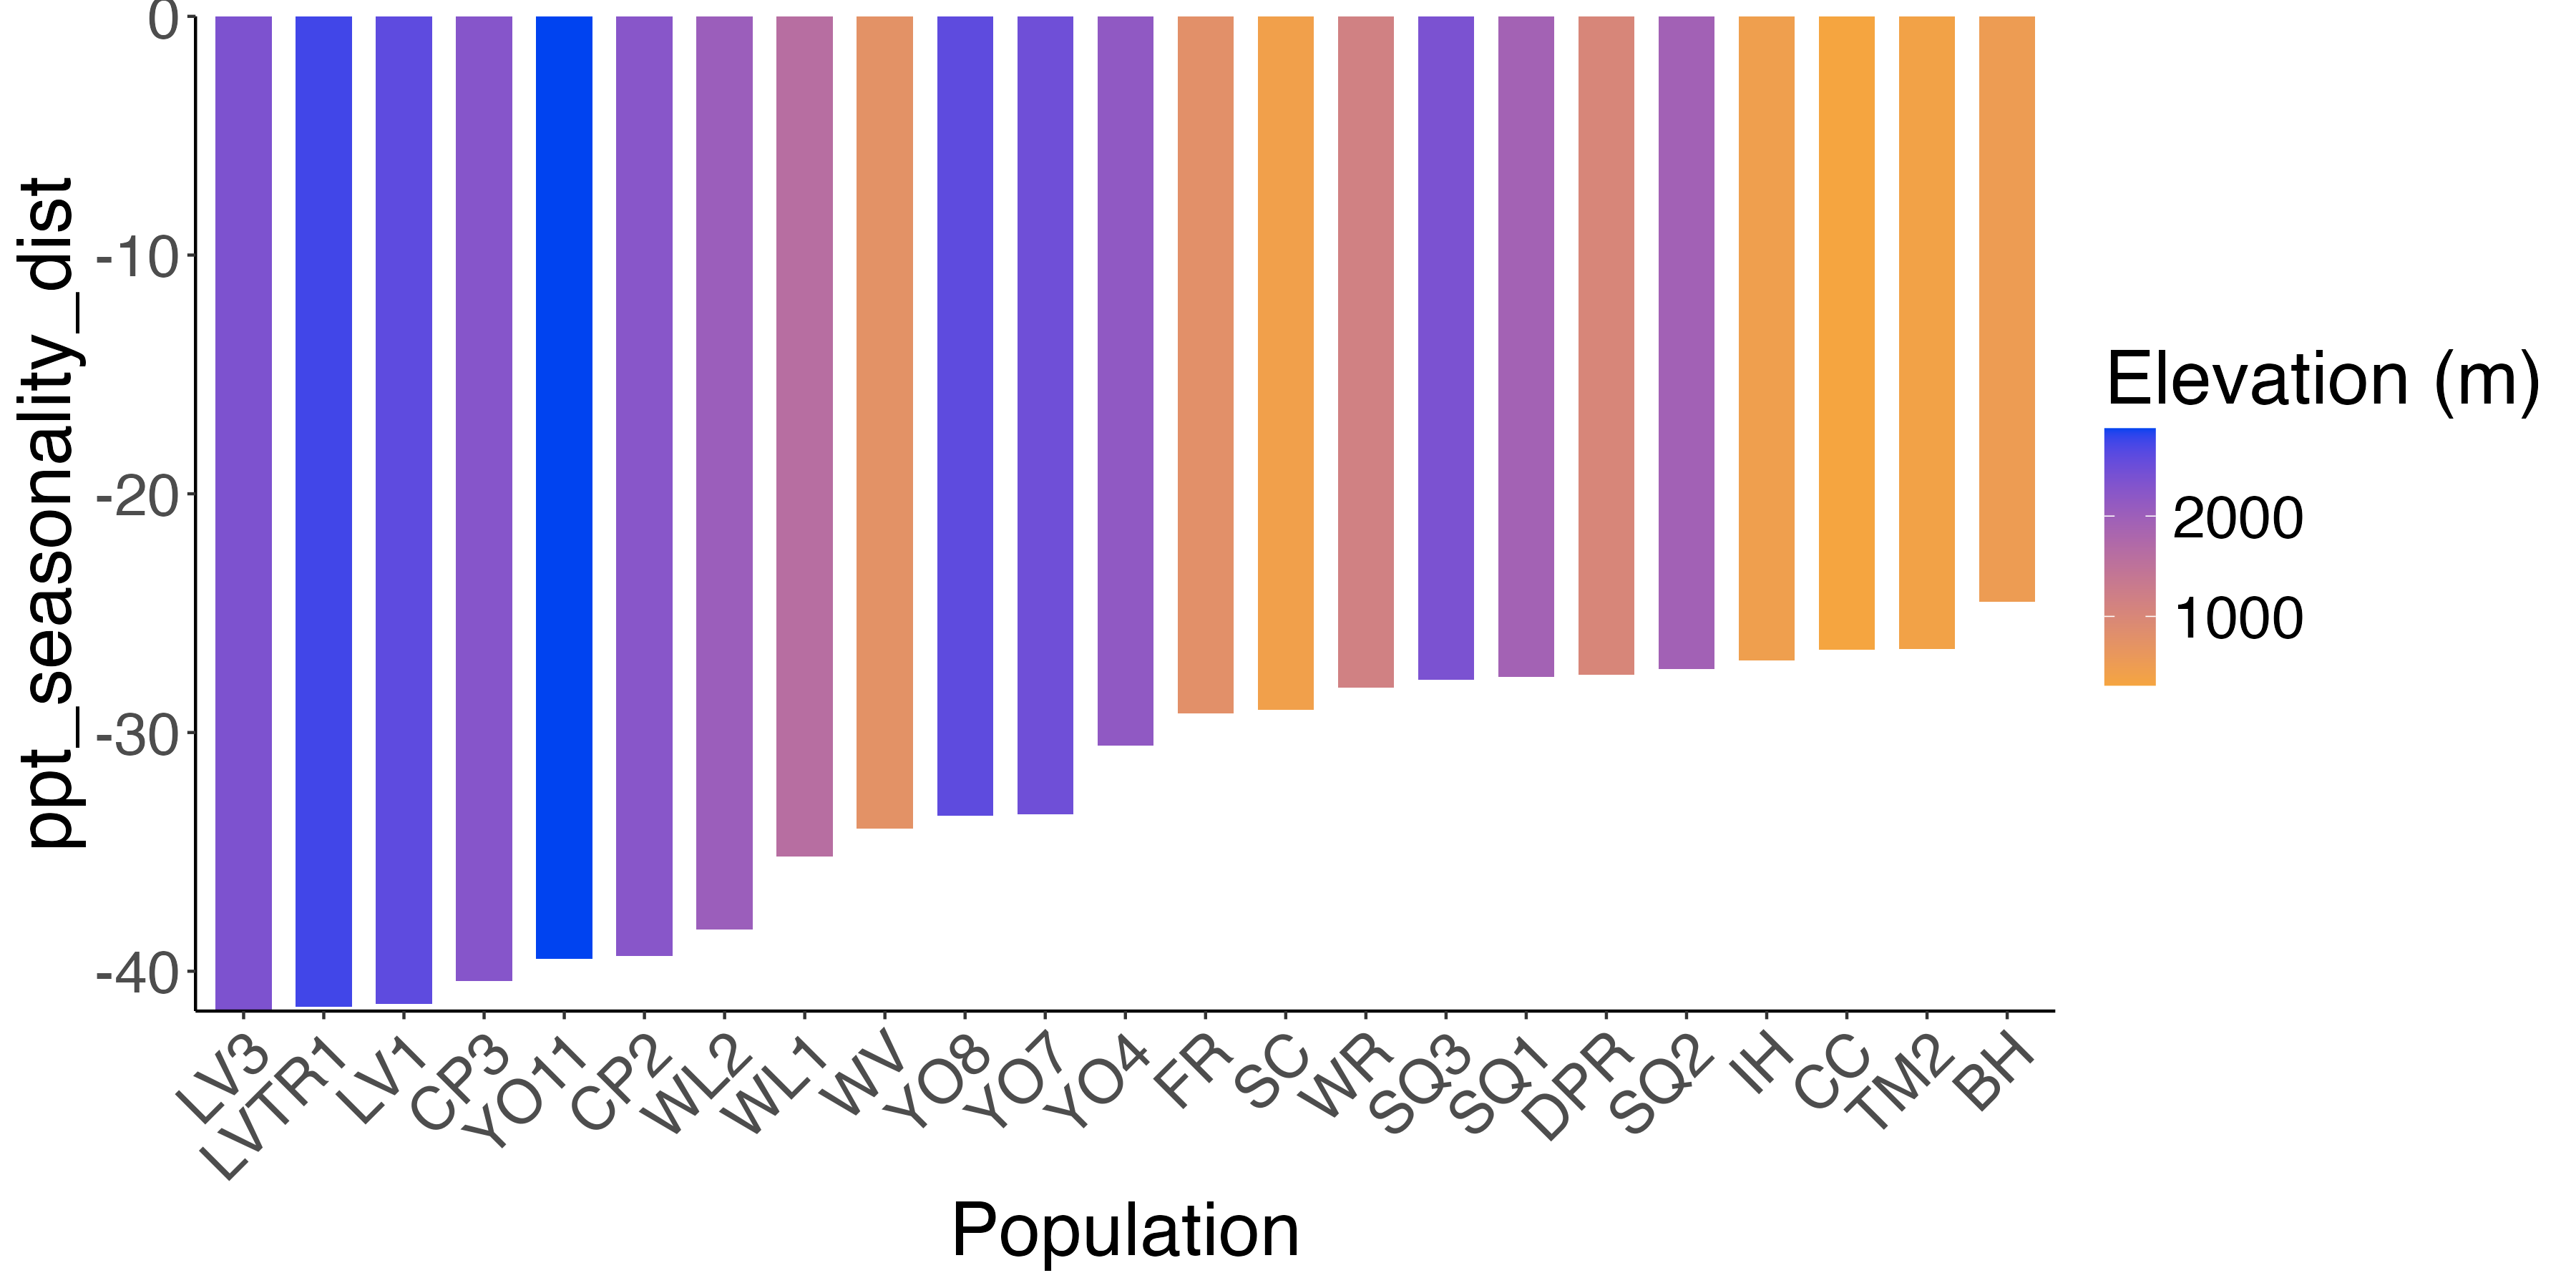 ppt_seasonality_dist
0
-10
-20
-30
-40
LV3
LVTR1
LV1
CP3
YO11
CP2
WL2
WL1
WV
YO8
YO7
YO4
FR
SC
WR
SQ3
SQ1
DPR
SQ2
IH
CC
TM2
BH
Population
Elevation (m)
2000
1000